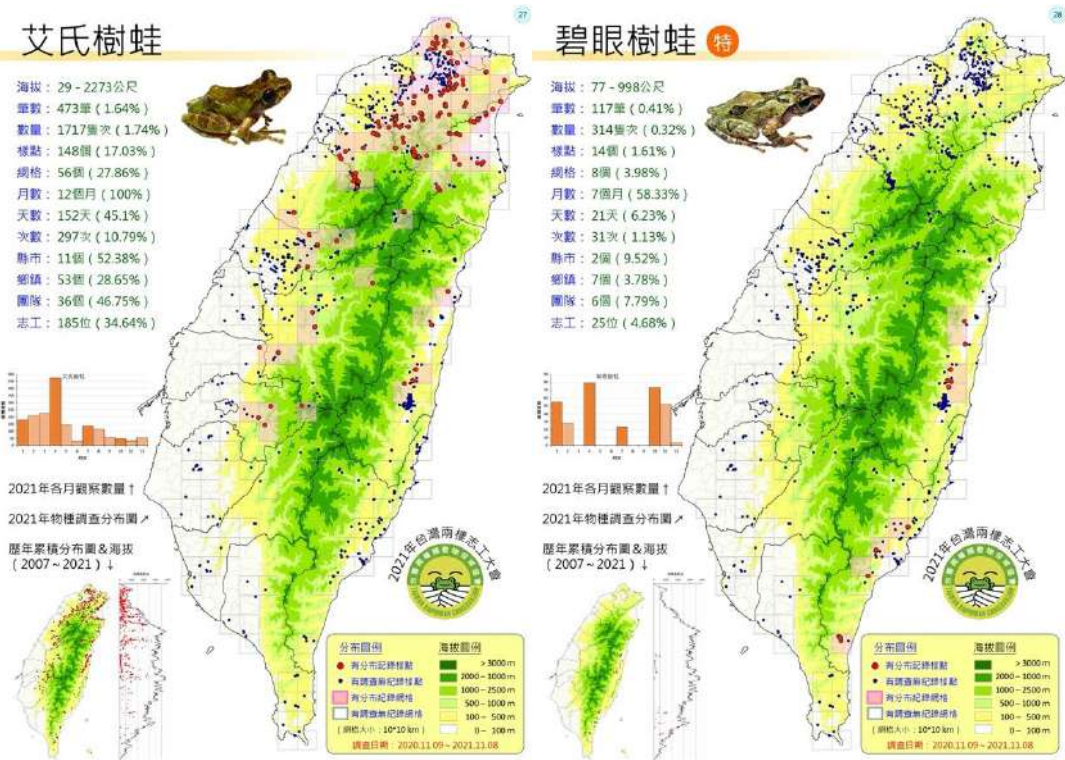 27
艾氏樹蛙
海拔：29 - 2273公尺
筆數：473筆（1.64%）
數量：1717隻次（1.74%）
樣點：148個（17.03%）
網格：56個（27.86%）
月數：12個月（100%）
天數：152天（45.1%）
次數：297次（10.79%）
縣市：11個（52.38%）
鄉鎮：53個（28.65%）
團隊：36個（46.75%）
志工：185位（34.64%）
艾氏樹蛙
2021年各月觀察數量↑
2021年物種調查分布圖↗
歷年累積分布圖&海拔
（2007～2021）↓
2021年台灣兩棲志工大會
分布圖例
海拔圖例
有分布記錄樣點
有調查無紀錄樣點
有分布紀錄網格
有調查無紀錄網格
（網格大小：10*10 km）
> 3000 m
2000－1000 m
1000－2500 m
500－1000 m
100－ 500 m
0－ 100 m
調查日期：2020.11.09～2021.11.08
28
碧眼樹蛙 特
海拔：77 - 998公尺
筆數：117筆（0.41%）
數量：314隻次（0.32%）
樣點：14個（1.61%）
網格：8個（3.98%）
月數：7個月（58.33%）
天數：21天（6.23%）
次數：31次（1.13%）
縣市：2個（9.52%）
鄉鎮：7個（3.78%）
團隊：6個（7.79%）
志工：25位（4.68%）
2021年各月觀察數量↑
2021年物種調查分布圖↗
歷年累積分布圖&海拔
（2007～2021）↓
2021年台灣兩棲志工大會
分布圖例
海拔圖例
有分布記錄樣點
有調查無紀錄樣點
有分布紀錄網格
有調查無紀錄網格
（網格大小：10*10 km）
> 3000 m
2000－1000 m
1000－2500 m
500－1000 m
100－ 500 m
0－ 100 m
調查日期：2020.11.09～2021.11.08